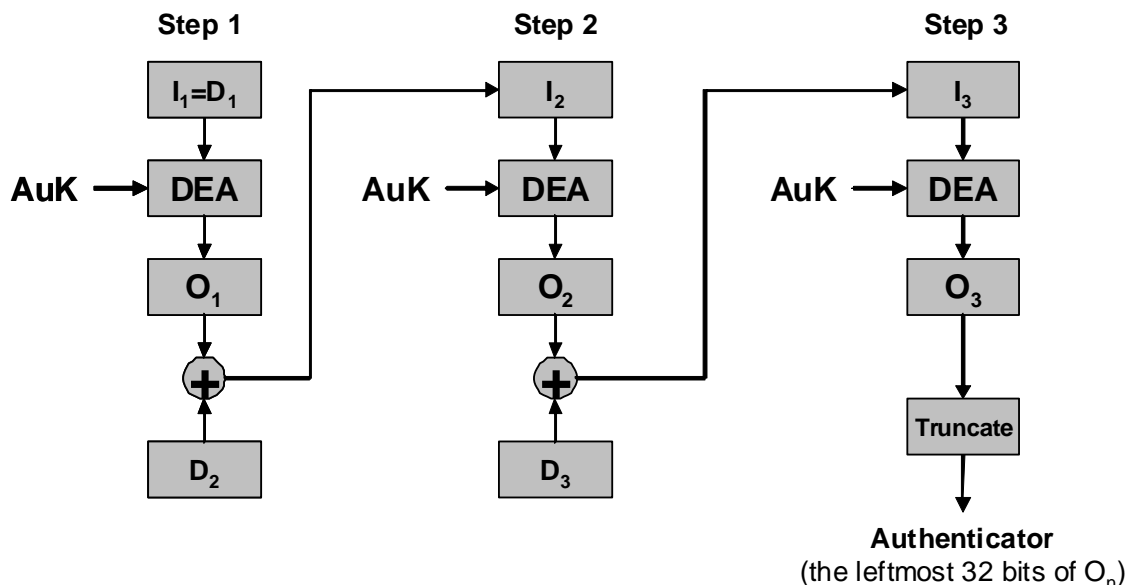 Step 1
Step 2
Step 3
I₁=D₁
I₂
I₃
AuK
DEA
AuK
DEA
AuK
DEA
O₁
O₂
O₃
+
+
Truncate
D₂
D₃
Authenticator
(the leftmost 32 bits of Oₙ)